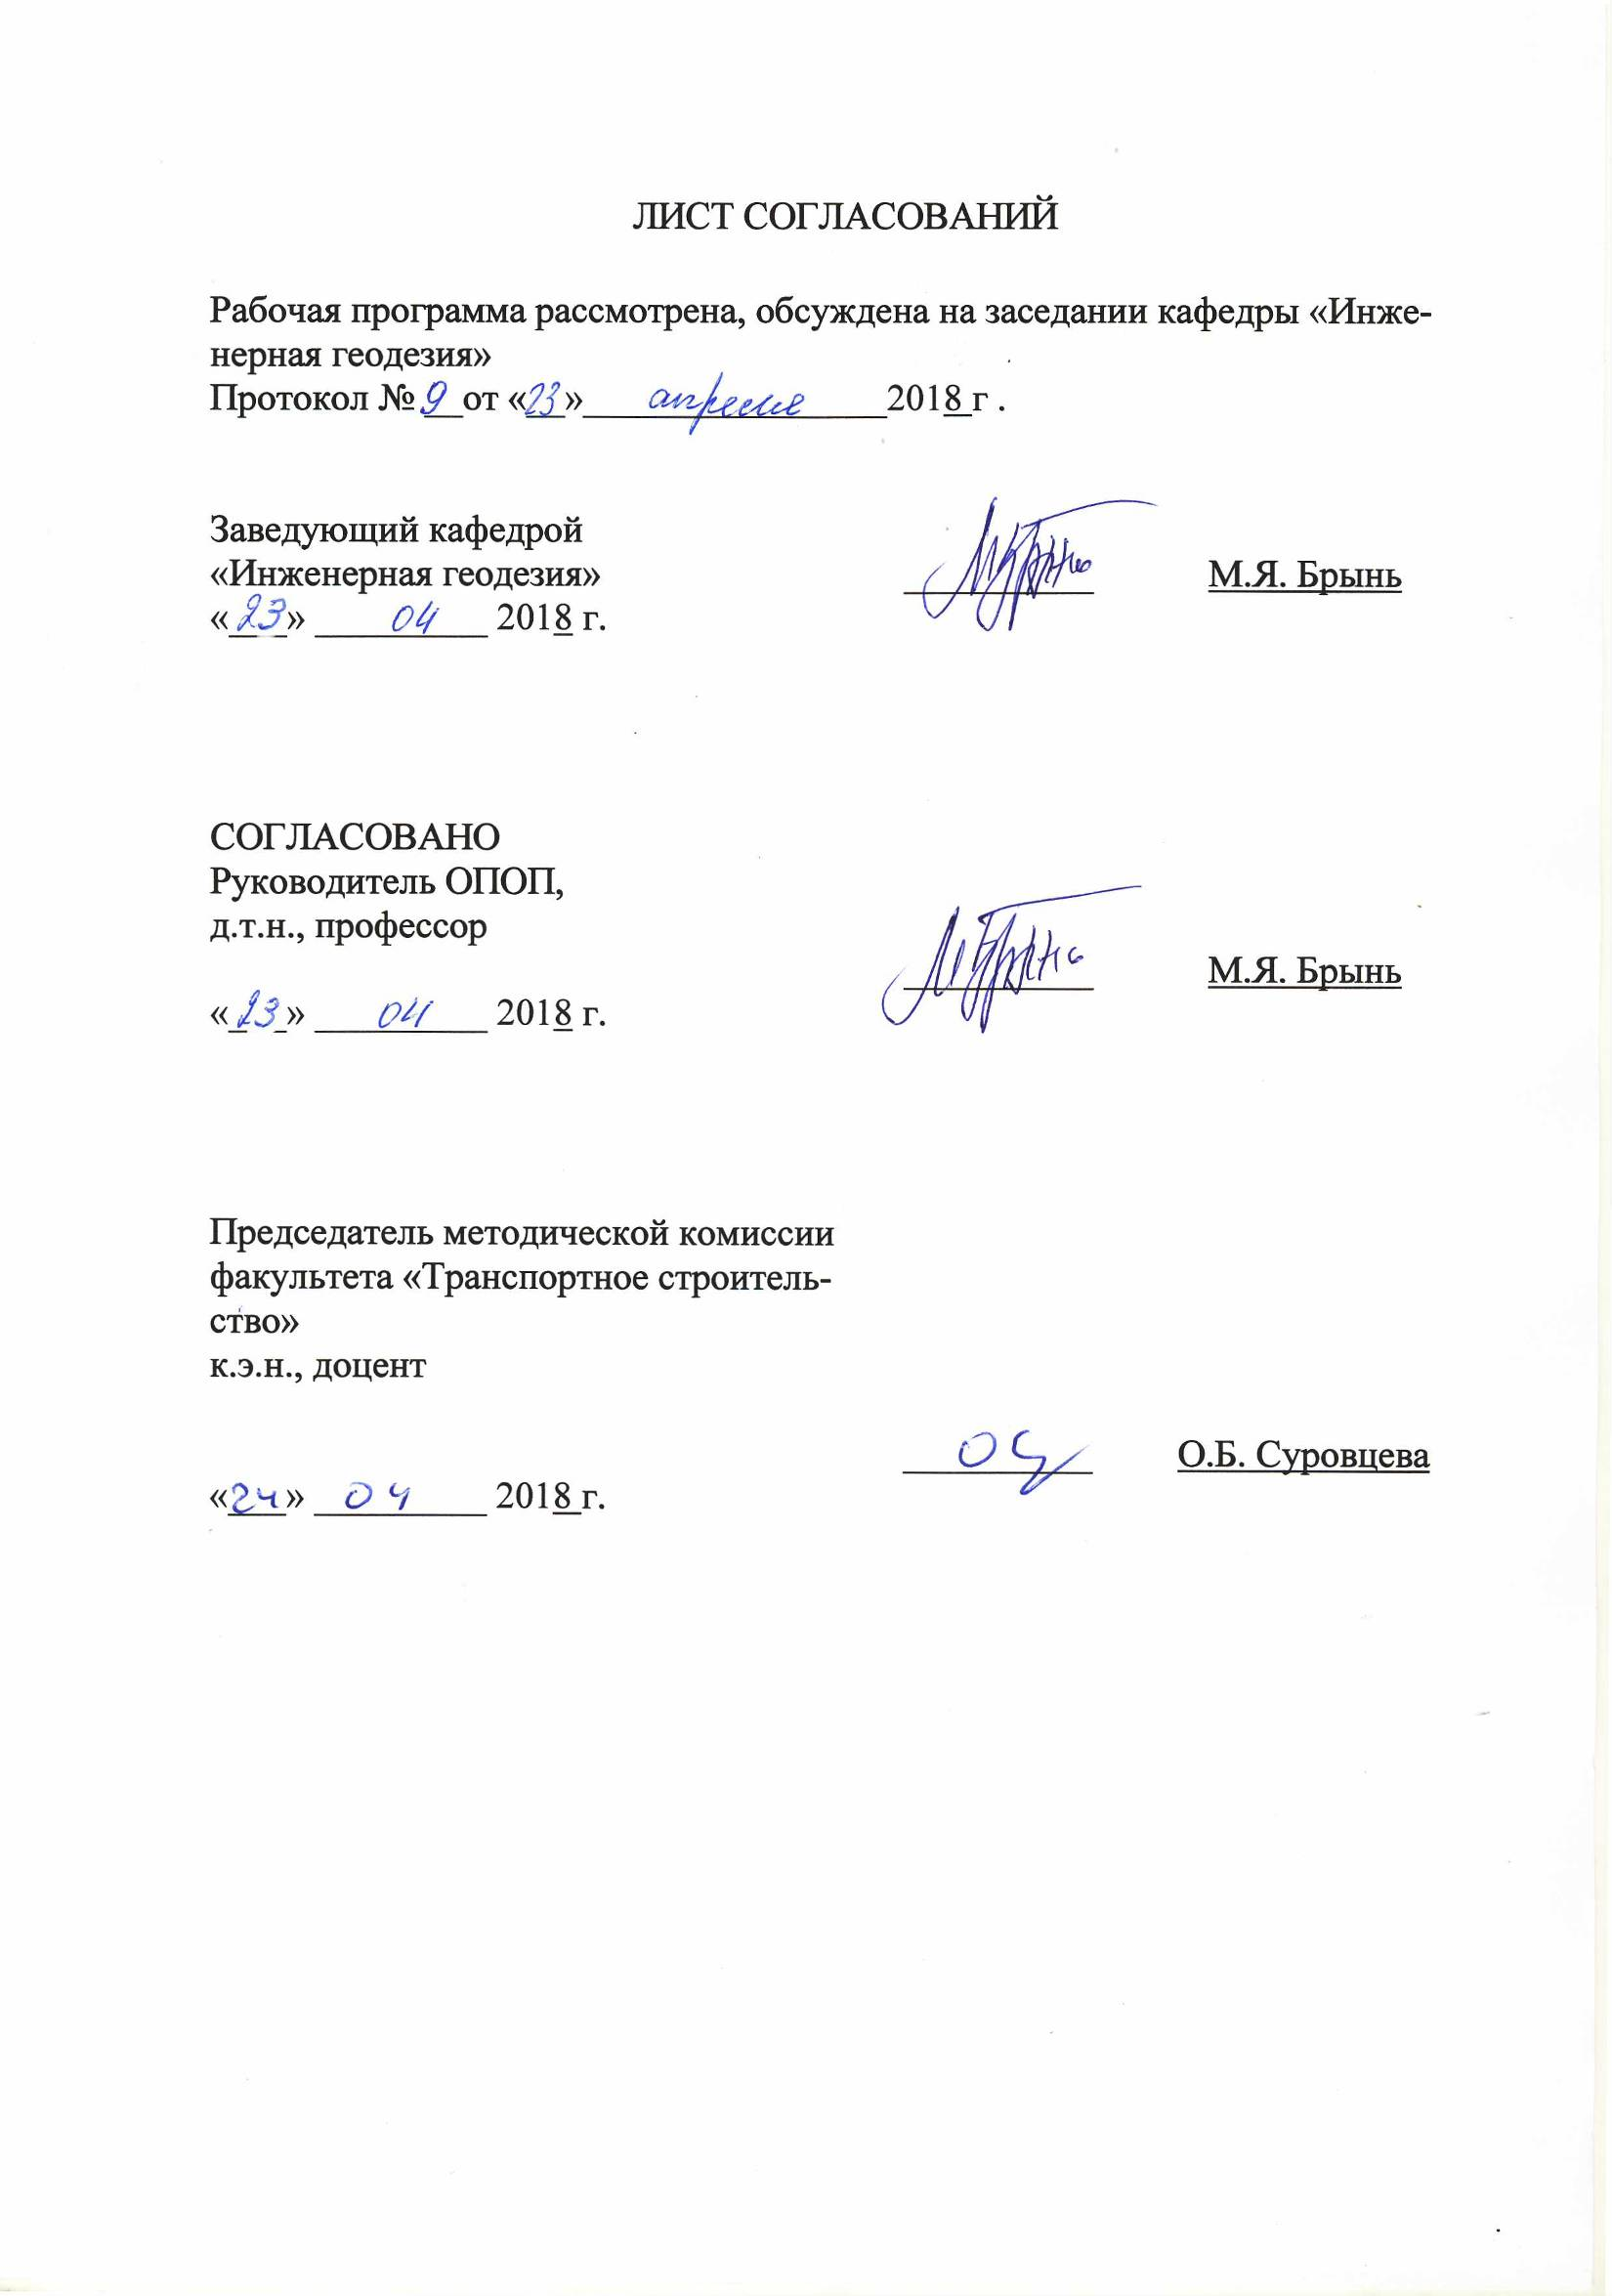 ЛИСТ СОГЛАСОВАНИЙ
Рабочая программа рассмотрена, обсуждена на заседании кафедры «Инже-
нерная геодезия»
Протокол № 9 от «23» апреля 2018 г .
Заведующий кафедрой
«Инженерная геодезия» М.Я. Брынь
«23» 04 2018 г.
СОГЛАСОВАНО
Руководитель ОПОП,
д.т.н., профессор
М.Я. Брынь
«23» 04 2018 г.
Председатель методической комиссии
факультета «Транспортное строитель-
ство»
к.э.н., доцент
О.Б. Суровцева
«24» 04 2018 г.